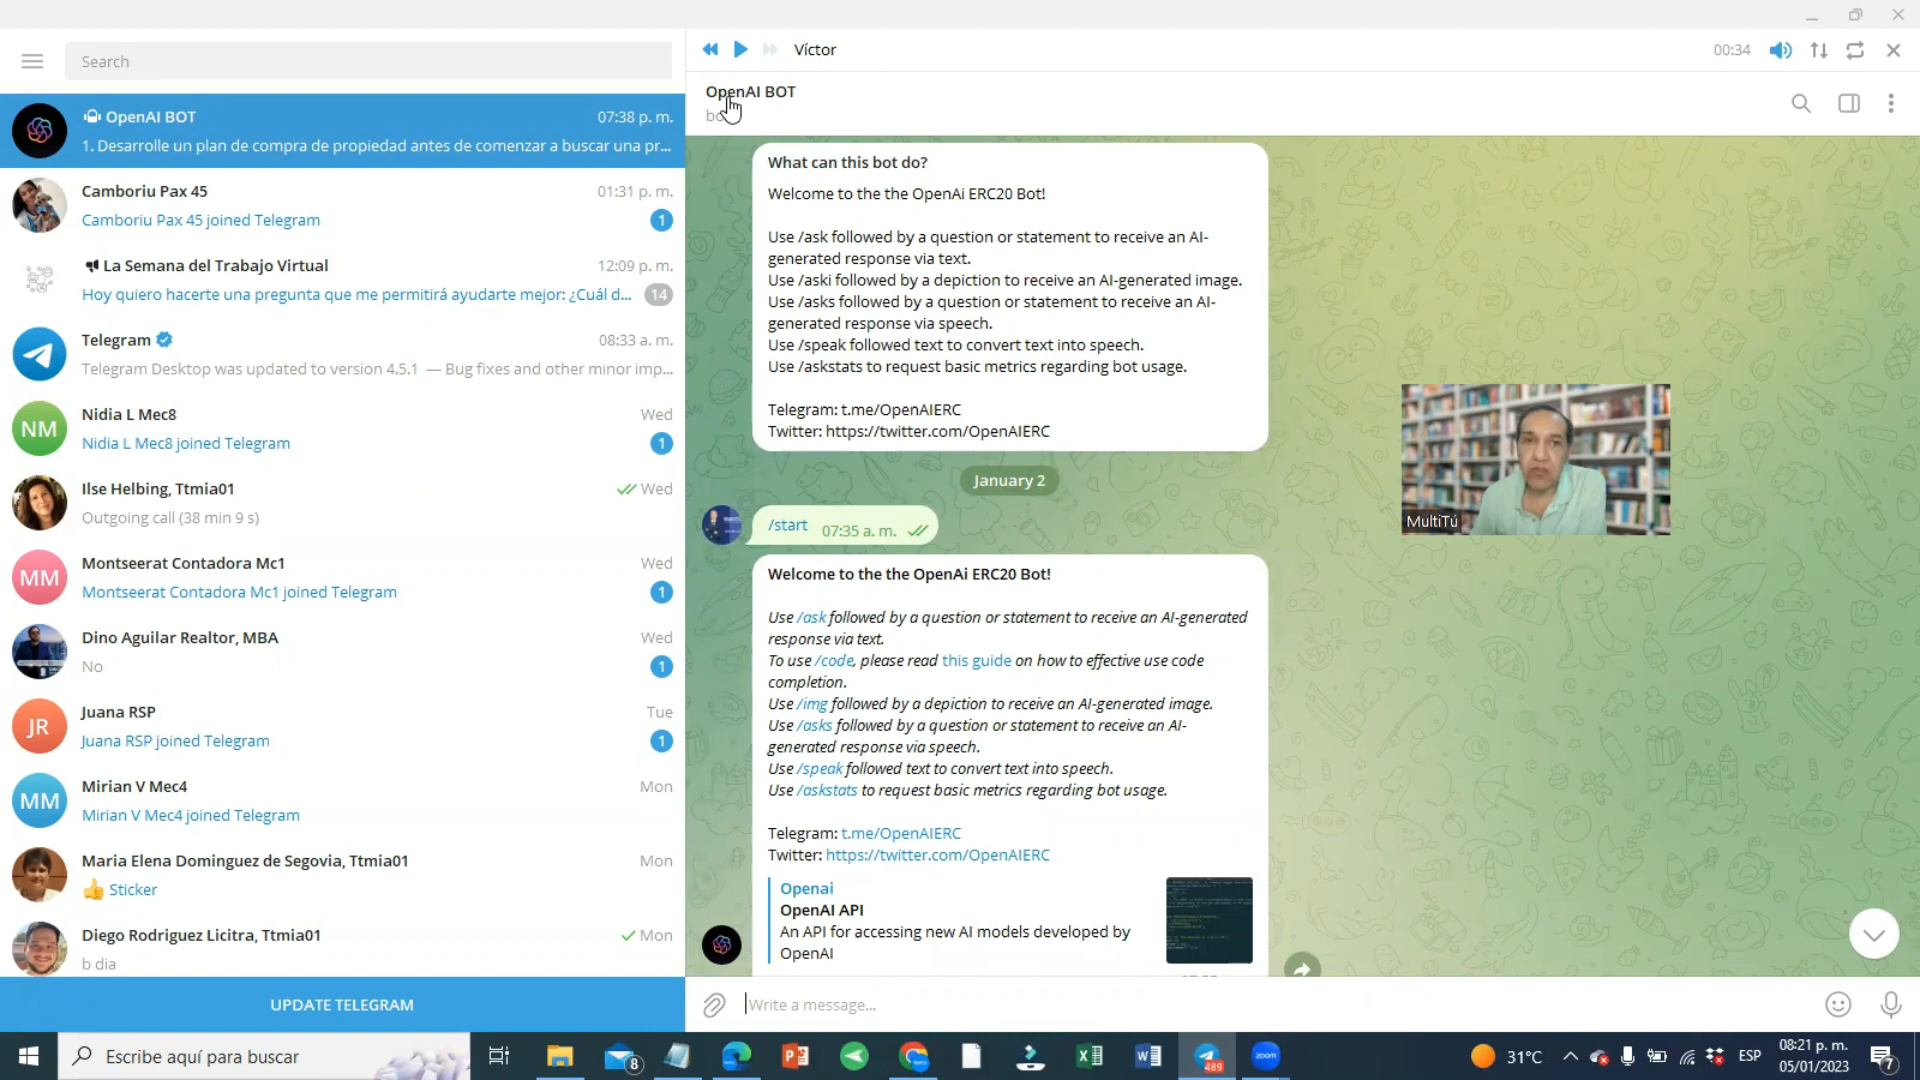 Search
OpenAI BOT
07:38 p. m.
1. Desarrolle un plan de compra de propiedad antes de comenzar a buscar una pr...
Camboriu Pax 45
01:31 p. m.
Camboriu Pax 45 joined Telegram
1
La Semana del Trabajo Virtual
12:09 p. m.
Hoy quiero hacerte una pregunta que me permitirá ayudarte mejor: ¿Cuál d...
14
Telegram
08:33 a. m.
Telegram Desktop was updated to version 4.5.1 — Bug fixes and other minor imp...
NM
Nidia L Mec8
Wed
Nidia L Mec8 joined Telegram
1
Ilse Helbing, Ttmia01
Wed
Outgoing call (38 min 9 s)
MM
Montseerat Contadora Mc1
Wed
Montseerat Contadora Mc1 joined Telegram
1
Dino Aguilar Realtor, MBA
Wed
No
1
JR
Juana RSP
Tue
Juana RSP joined Telegram
1
MM
Mirian V Mec4
Mon
Mirian V Mec4 joined Telegram
Maria Elena Dominguez de Segovia, Ttmia01
Mon
👍 Sticker
Diego Rodriguez Licitra, Ttmia01
Mon
b dia
UPDATE TELEGRAM
Víctor
00:34
OpenAI BOT
What can this bot do?
Welcome to the the OpenAi ERC20 Bot!
Use /ask followed by a question or statement to receive an AI-
generated response via text.
Use /aski followed by a depiction to receive an AI-generated image.
Use /asks followed by a question or statement to receive an AI-
generated response via speech.
Use /speak followed text to convert text into speech.
Use /askstats to request basic metrics regarding bot usage.
Telegram: t.me/OpenAIERC
Twitter: https://twitter.com/OpenAIERC
January 2
/start 07:35 a. m.
Welcome to the the OpenAi ERC20 Bot!
Use /ask followed by a question or statement to receive an AI-generated
response via text.
To use /code, please read this guide on how to effective use code
completion.
Use /img followed by a depiction to receive an AI-generated image.
Use /asks followed by a question or statement to receive an AI-
generated response via speech.
Use /speak followed text to convert text into speech.
Use /askstats to request basic metrics regarding bot usage.
Telegram: t.me/OpenAIERC
Twitter: https://twitter.com/OpenAIERC
Openai
OpenAI API
An API for accessing new AI models developed by
OpenAI
MultiTú
Write a message...
Escribe aquí para buscar
8
489
zoom
31°C
ESP
08:21 p. m.
05/01/2023
7